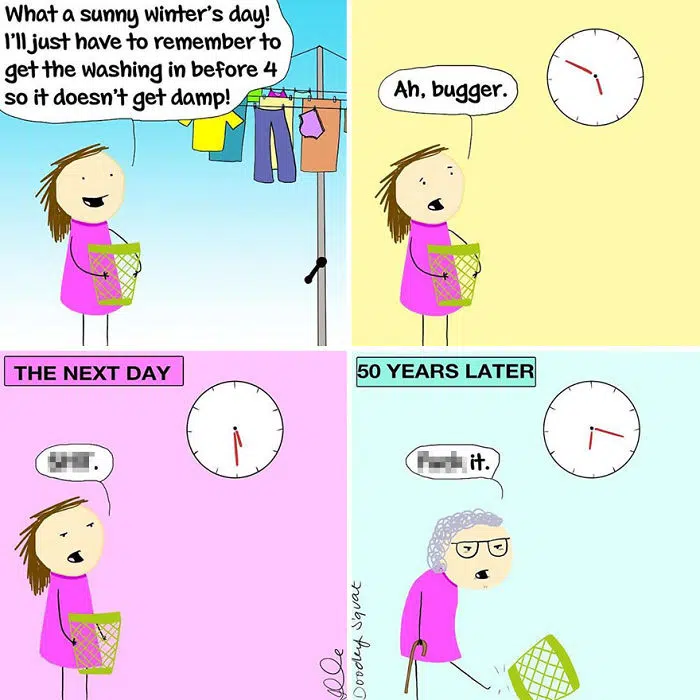 What a sunny winter's day!
I'll just have to remember to
get the washing in before 4
so it doesn't get damp!
Ah, bugger.
THE NEXT DAY
.
50 YEARS LATER
it.
Doodley Squat